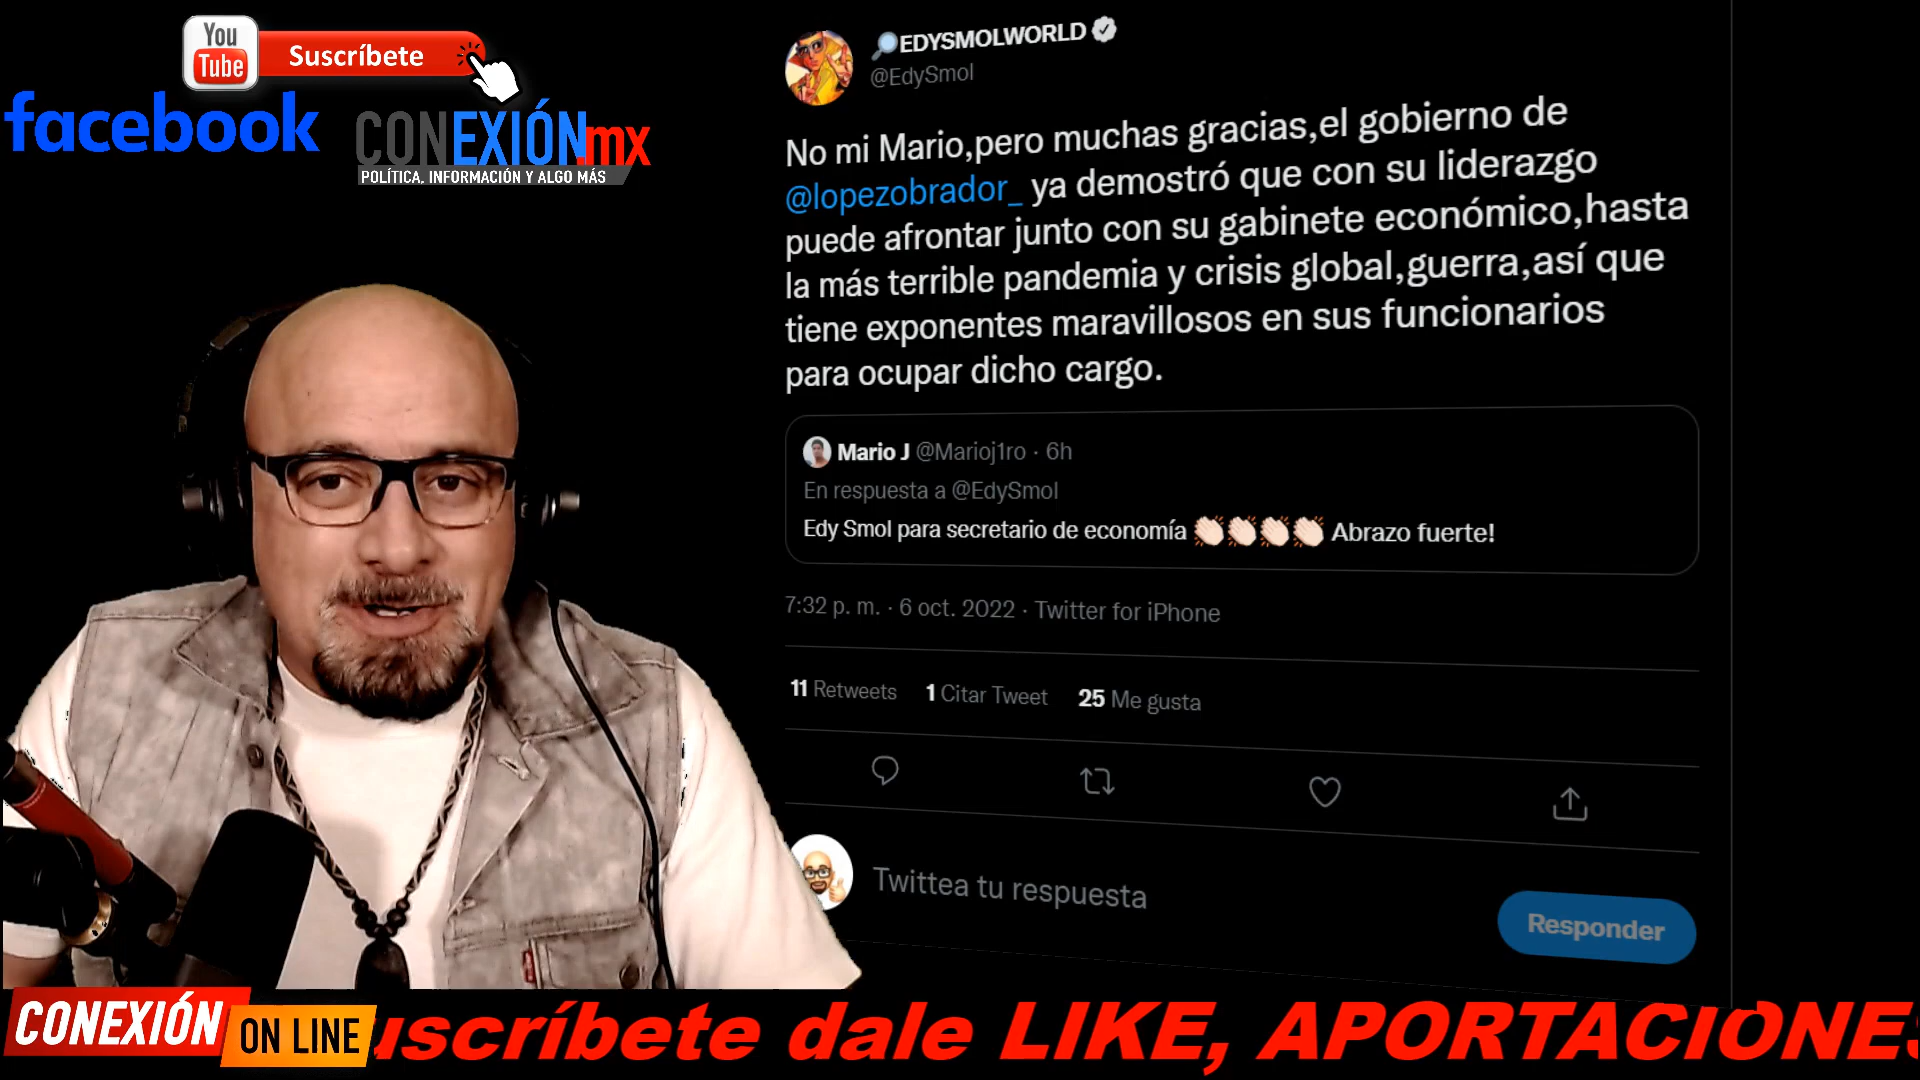 You
Tube
Suscríbete
facebook
CONEXIÓN.mx
POLÍTICA, INFORMACIÓN Y ALGO MÁS
EDYSMOLWORLD
@EdySmol
No mi Mario,pero muchas gracias,el gobierno de
@lopezobrador_ ya demostró que con su liderazgo
puede afrontar junto con su gabinete económico,hasta
la más terrible pandemia y crisis global,guerra,así que
tiene exponentes maravillosos en sus funcionarios
para ocupar dicho cargo.
Mario J @Marioj1ro · 6h
En respuesta a @EdySmol
Edy Smol para secretario de economía 👏🏻👏🏻👏🏻👏🏻 Abrazo fuerte!
7:32 p. m. · 6 oct. 2022 · Twitter for iPhone
11 Retweets 1 Citar Tweet 25 Me gusta
Twittea tu respuesta
Responder
CONEXIÓN
ON LINE
uscríbete dale LIKE, APORTACIONES